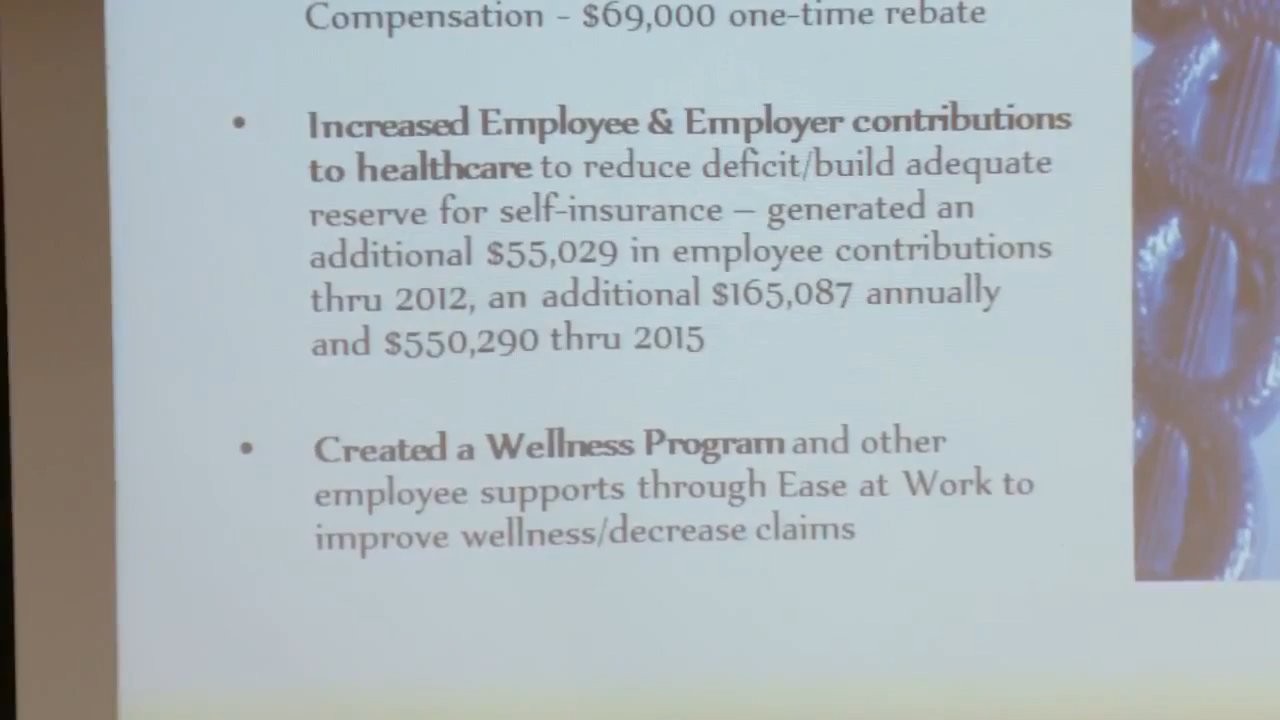 Compensation - $69,000 one-time rebate
• Increased Employee & Employer contributions
to healthcare to reduce deficit/build adequate
reserve for self-insurance – generated an
additional $55,029 in employee contributions
thru 2012, an additional $165,087 annually
and $550,290 thru 2015
• Created a Wellness Program and other
employee supports through Ease at Work to
improve wellness/decrease claims